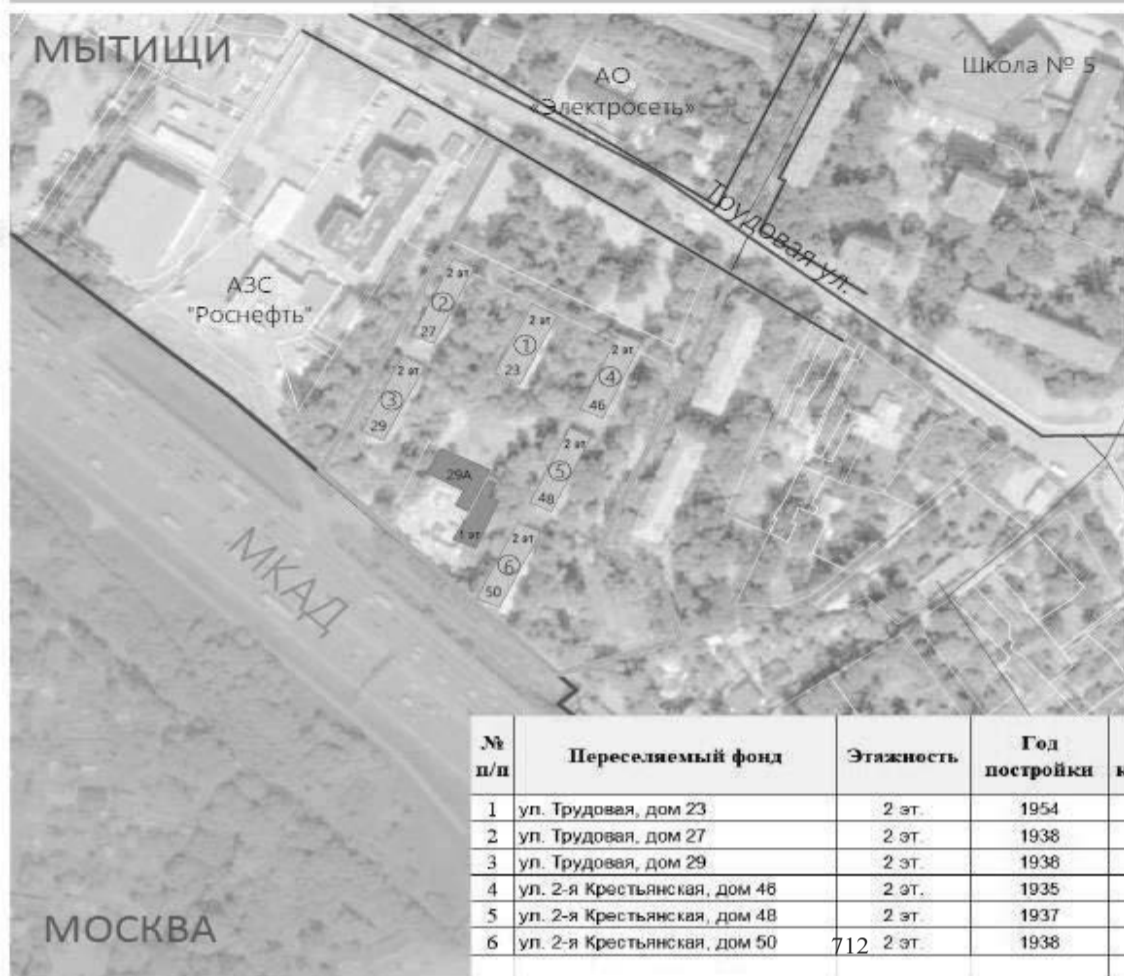 МЫТИЩИ
АО
«Электросеть»
Школа № 5
Трудовая ул.
АЗС
"Роснефть"
2 эт
2
27
2 эт
1
23
2 эт
4
46
2 эт
3
29
2 эт
5
48
29А
1 эт
2 эт
6
50
МКАД
МОСКВА
№ п/п Переселяемый фонд Этажность Год постройки
1 ул. Трудовая, дом 23 2 эт. 1954
2 ул. Трудовая, дом 27 2 эт. 1938
3 ул. Трудовая, дом 29 2 эт. 1938
4 ул. 2-я Крестьянская, дом 46 2 эт. 1935
5 ул. 2-я Крестьянская, дом 48 2 эт. 1937
6 ул. 2-я Крестьянская, дом 50 2 эт. 1938
712